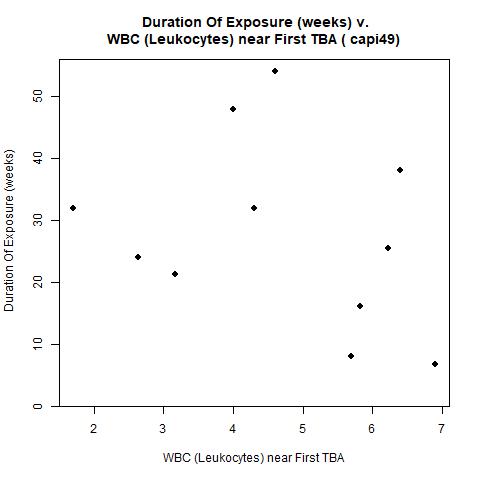 Duration Of Exposure (weeks) v.
WBC (Leukocytes) near First TBA ( capi49)
Duration Of Exposure (weeks)
50
40
30
20
10
0
2 3 4 5 6 7
WBC (Leukocytes) near First TBA